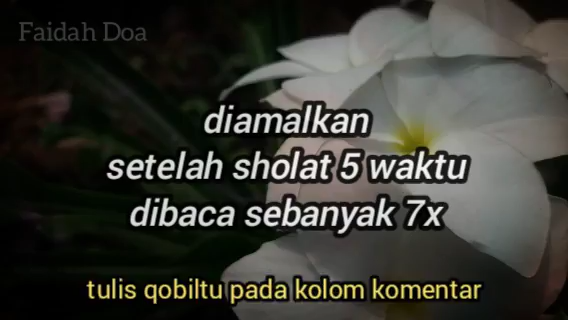 Faidah Doa
diamalkan
setelah sholat 5 waktu
dibaca sebanyak 7x
tulis qobiltu pada kolom komentar